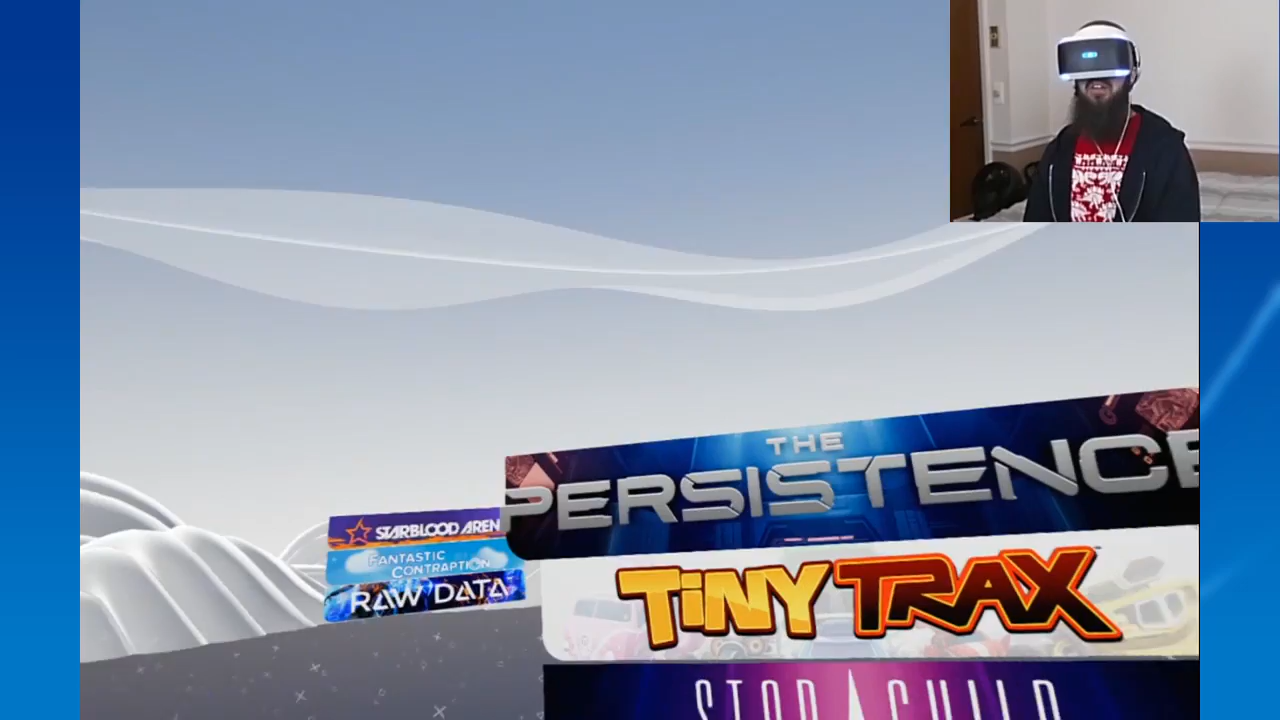 THE
PERSISTENCE
STARBLOOD AREN
FANTASTIC
CONTRAPTION
RAW DATA
TINY TRAX